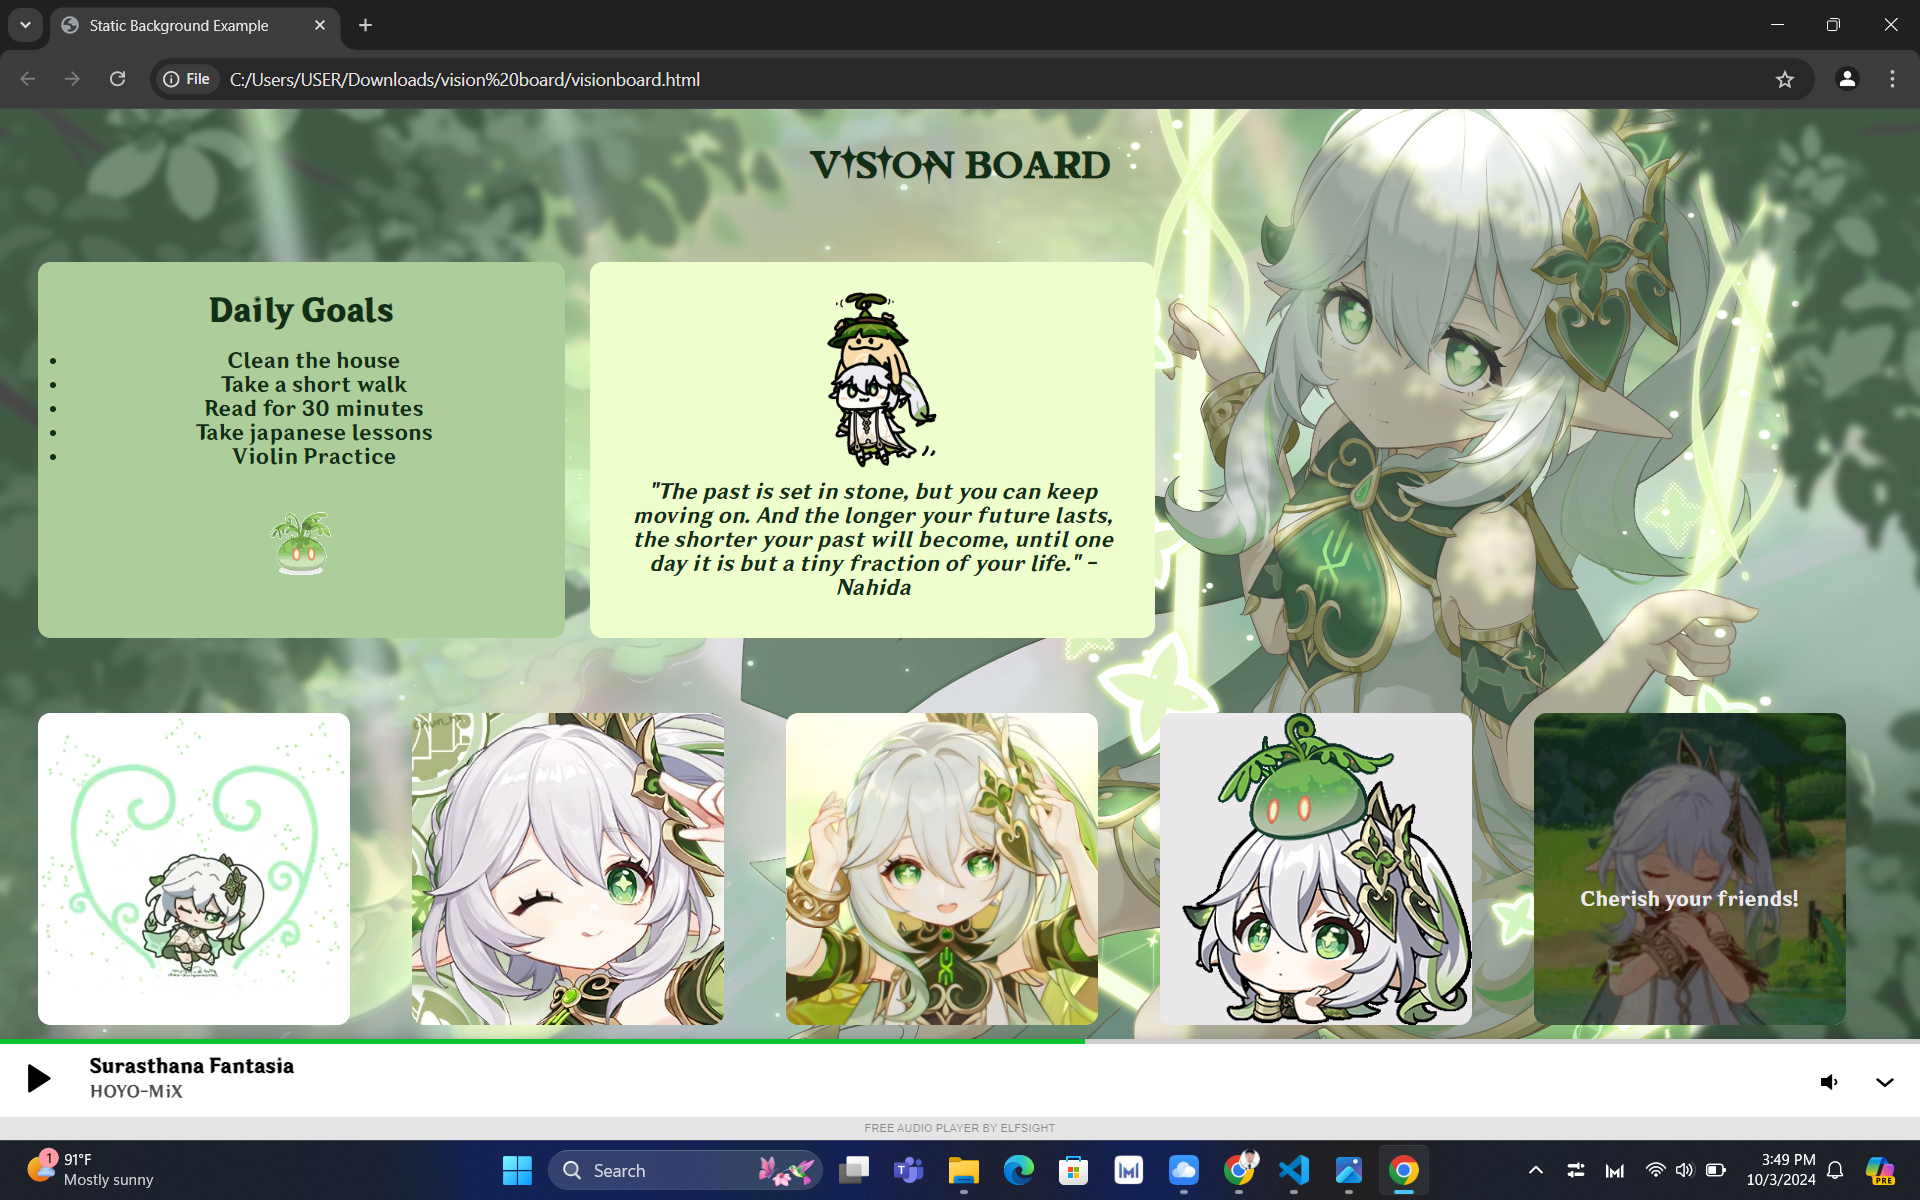 Static Background Example
File
C:/Users/USER/Downloads/vision%20board/visionboard.html
VISION BOARD
Daily Goals
• Clean the house
• Take a short walk
• Read for 30 minutes
• Take japanese lessons
• Violin Practice
"The past is set in stone, but you can keep
moving on. And the longer your future lasts,
the shorter your past will become, until one
day it is but a tiny fraction of your life." -
Nahida
Cherish your friends!
Surasthana Fantasia
HOYO-MiX
FREE AUDIO PLAYER BY ELFSIGHT
1
91°F
Mostly sunny
Search
3:49 PM
10/3/2024
PRE